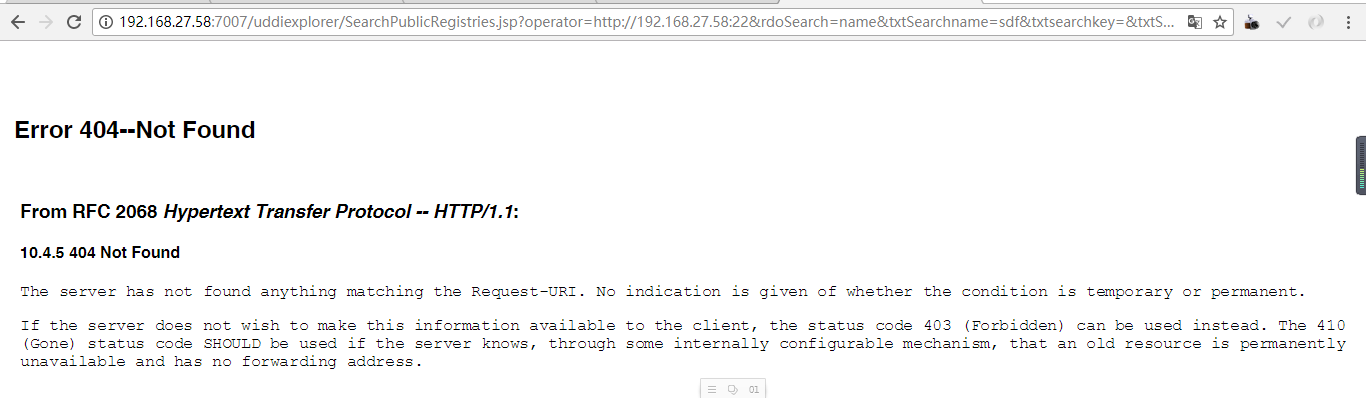 192.168.27.58:7007/uddiexplorer/SearchPublicRegistries.jsp?operator=http://192.168.27.58:22&rdoSearch=name&txtSearchname=sdf&txtsearchkey=&txtS...
Error 404--Not Found
From RFC 2068 Hypertext Transfer Protocol -- HTTP/1.1:
10.4.5 404 Not Found
The server has not found anything matching the Request-URI. No indication is given of whether the condition is temporary or permanent.
If the server does not wish to make this information available to the client, the status code 403 (Forbidden) can be used instead. The 410
(Gone) status code SHOULD be used if the server knows, through some internally configurable mechanism, that an old resource is permanently
unavailable and has no forwarding address.
01